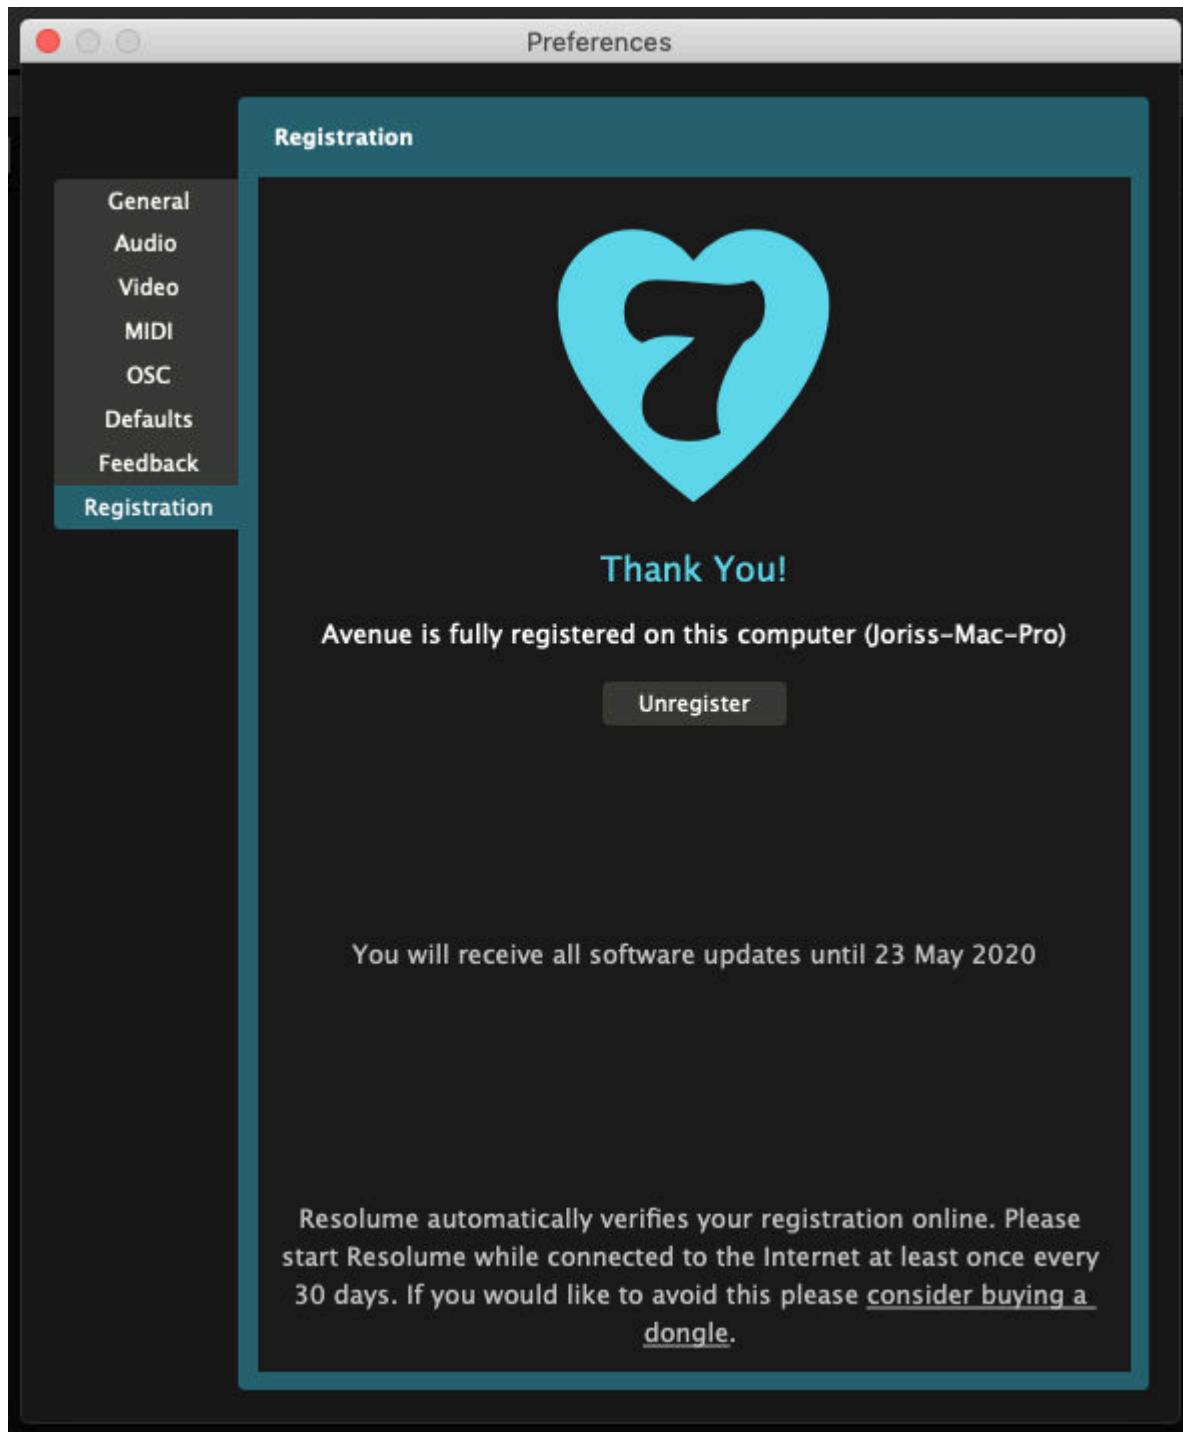 Preferences
Registration
General
Audio
Video
MIDI
OSC
Defaults
Feedback
Registration
7
Thank You!
Avenue is fully registered on this computer (Joriss-Mac-Pro)
Unregister
You will receive all software updates until 23 May 2020
Resolume automatically verifies your registration online. Please
start Resolume while connected to the Internet at least once every
30 days. If you would like to avoid this please consider buying a
dongle.